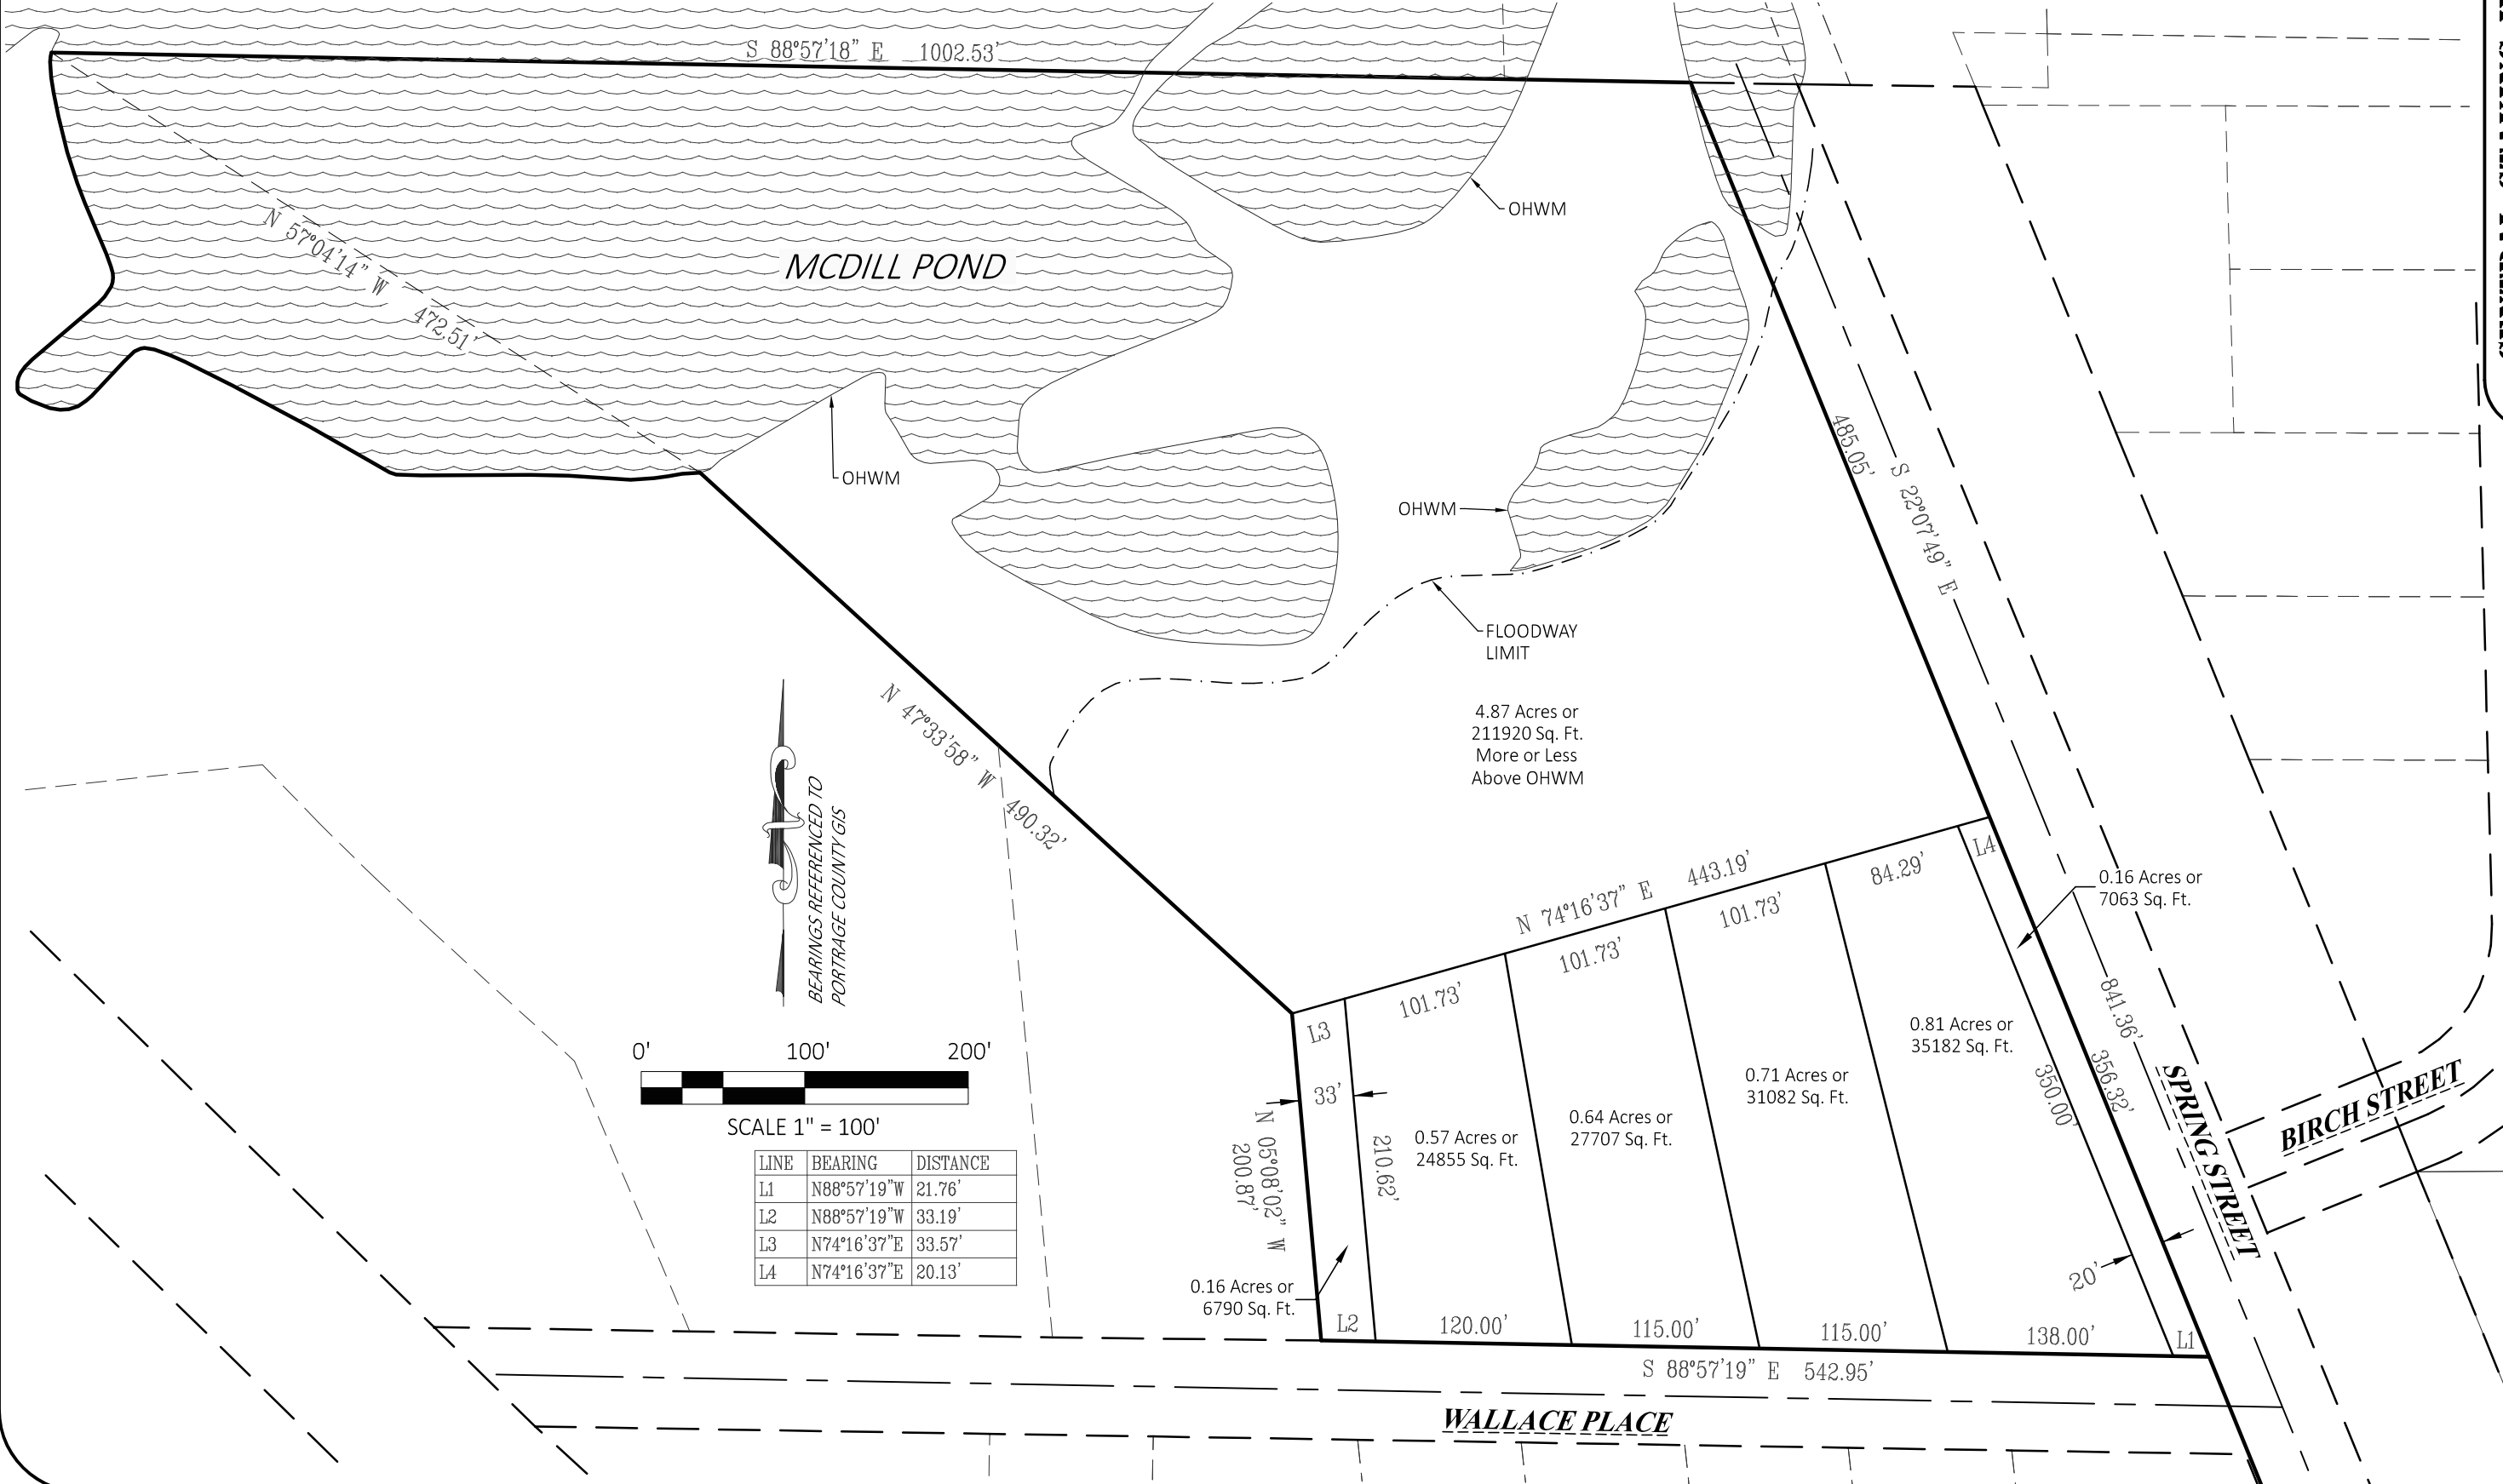 S 88°57'18" E 1002.53'
OHWM
MCDILL POND
N 57°04'14" W 472.51'
OHWM
OHWM
485.05'
S 22°07'49" E 841.36'
FLOODWAY
LIMIT
4.87 Acres or
211920 Sq. Ft.
More or Less
Above OHWM
N 47°33'58" W 490.32'
BEARINGS REFERENCED TO
PORTRAGE COUNTY GIS
N 74°16'37" E 443.19'
L4
84.29'
101.73'
101.73'
101.73'
L3
0.16 Acres or
7063 Sq. Ft.
0.81 Acres or
35182 Sq. Ft.
0.71 Acres or
31082 Sq. Ft.
0.64 Acres or
27707 Sq. Ft.
0.57 Acres or
24855 Sq. Ft.
350.00'
356.32'
SPRING STREET
BIRCH STREET
33'
210.62'
N 05°08'02" W
200.87'
20'
0' 100' 200'
SCALE 1" = 100'
LINE BEARING DISTANCE
L1 N88°57'19"W 21.76'
L2 N88°57'19"W 33.19'
L3 N74°16'37"E 33.57'
L4 N74°16'37"E 20.13'
0.16 Acres or
6790 Sq. Ft.
L2 120.00' 115.00' 115.00' 138.00' L1
S 88°57'19" E 542.95'
WALLACE PLACE